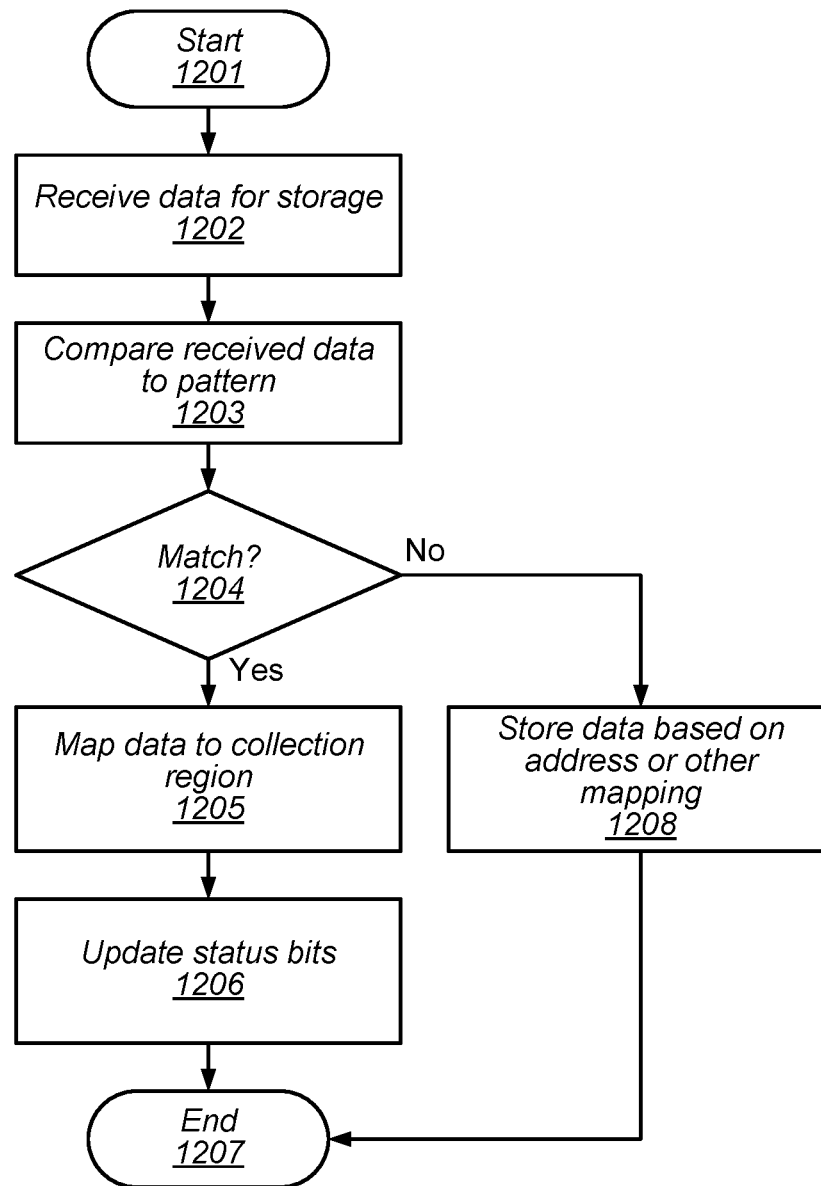 Start
1201
Receive data for storage
1202
Compare received data
to pattern
1203
Match?
1204
No
Yes
Map data to collection
region
1205
Store data based on
address or other
mapping
1208
Update status bits
1206
End
1207